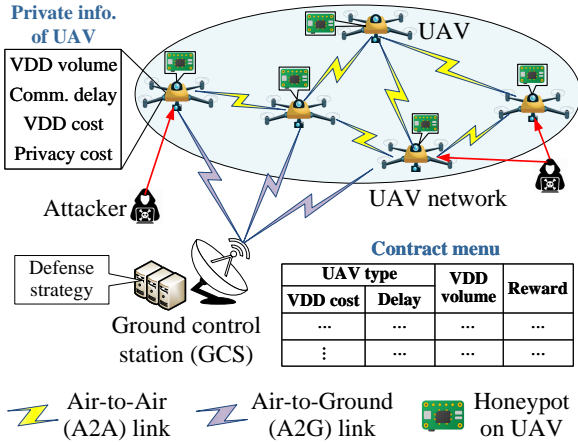 Private info.
of UAV
VDD volume
Comm. delay
VDD cost
Privacy cost
UAV
Attacker
UAV network
Defense
strategy
Ground control
station (GCS)
Contract menu
UAV type
VDD cost
Delay
VDD
volume
Reward
... ... ... ...
⋮ ... ... ...
Air-to-Air
(A2A) link
Air-to-Ground
(A2G) link
Honeypot
on UAV